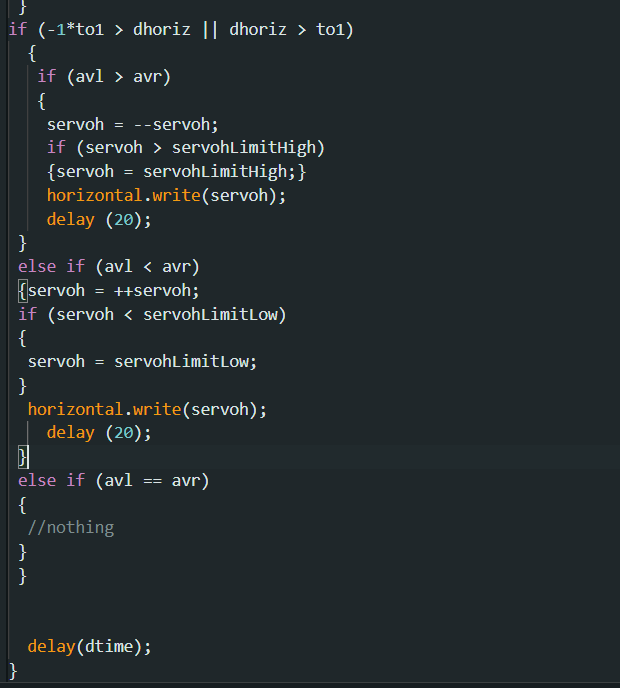 }
if (-1*to1 > dhoriz || dhoriz > to1)
{
if (avl > avr)
{
servoh = --servoh;
if (servoh > servohLimitHigh)
{servoh = servohLimitHigh;}
horizontal.write(servoh);
delay (20);
}
else if (avl < avr)
{servoh = ++servoh;
if (servoh < servohLimitLow)
{
servoh = servohLimitLow;
}
horizontal.write(servoh);
delay (20);
}
else if (avl == avr)
{
//nothing
}
}
delay(dtime);
}